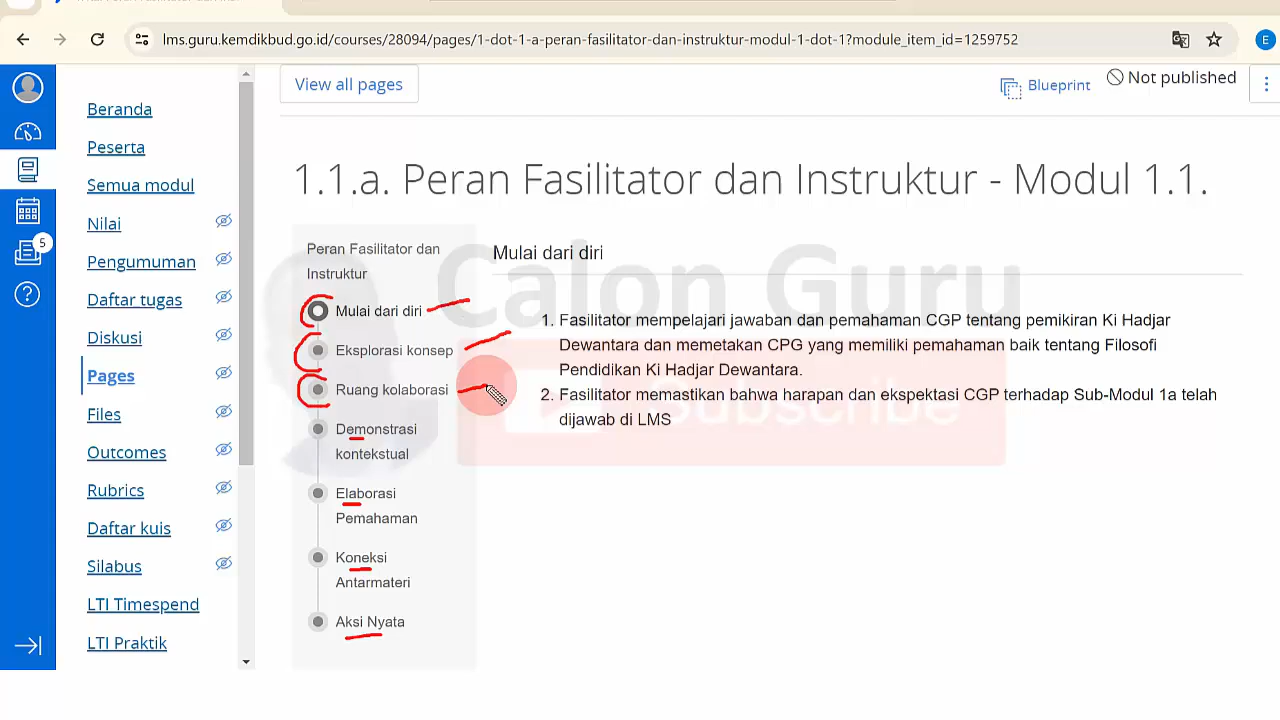 lms.guru.kemdikbud.go.id/courses/28094/pages/1-dot-1-a-peran-fasilitator-dan-instruktur-modul-1-dot-1?module_item_id=1259752
E
View all pages
Blueprint
Not published
5
Beranda
Peserta
Semua modul
Nilai
Pengumuman
Daftar tugas
Diskusi
Pages
Files
Outcomes
Rubrics
Daftar kuis
Silabus
LTI Timespend
LTI Praktik
1.1.a. Peran Fasilitator dan Instruktur - Modul 1.1.
Peran Fasilitator dan
Instruktur
Mulai dari diri
Eksplorasi konsep
Ruang kolaborasi
Demonstrasi
kontekstual
Elaborasi
Pemahaman
Koneksi
Antarmateri
Aksi Nyata
Mulai dari diri
1. Fasilitator mempelajari jawaban dan pemahaman CGP tentang pemikiran Ki Hadjar
Dewantara dan memetakan CPG yang memiliki pemahaman baik tentang Filosofi
Pendidikan Ki Hadjar Dewantara.
2. Fasilitator memastikan bahwa harapan dan ekspektasi CGP terhadap Sub-Modul 1a telah
dijawab di LMS
Calon Guru
Subscribe